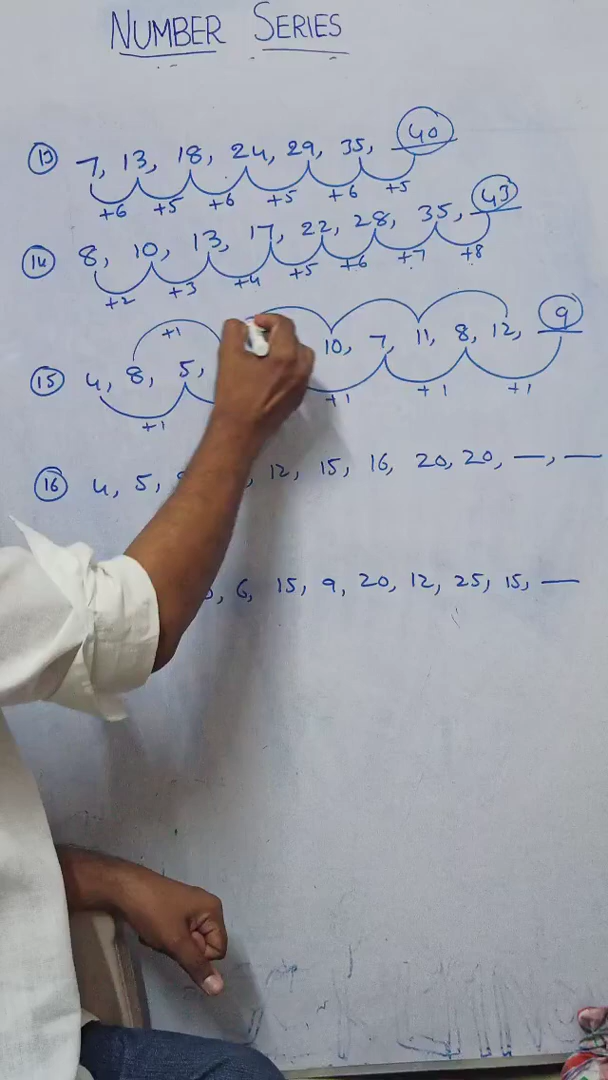 NUMBER SERIES
13 7, 13, 18, 24, 29, 35, 40
+6 +5 +6 +5 +6 +5
14 8, 10, 13, 17, 22, 28, 35, 43
+2 +3 +4 +5 +6 +7 +8
+1
15 4, 8, 5, 10, 7, 11, 8, 12, 9
+1 +1 +1 +1
16 4, 5, 12, 15, 16, 20, 20, __, __
6, 15, 9, 20, 12, 25, 15, __